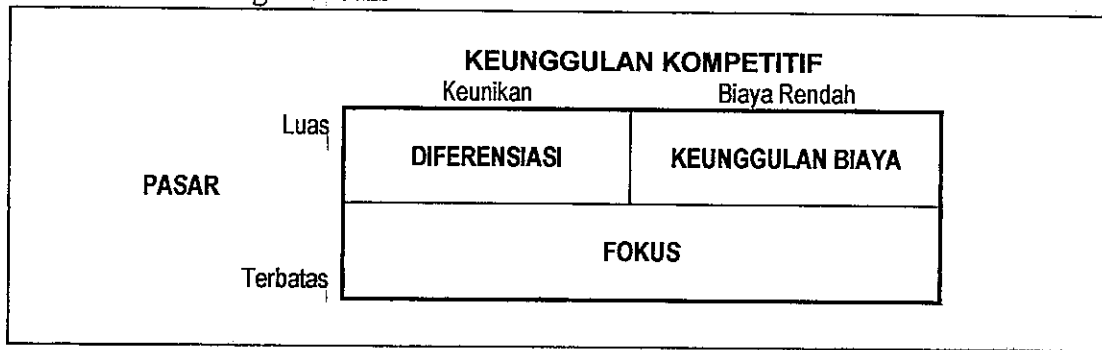 KEUNGGULAN KOMPETITIF
Keunikan Biaya Rendah
Luas
DIFERENSIASI KEUNGGULAN BIAYA
PASAR
FOKUS
Terbatas